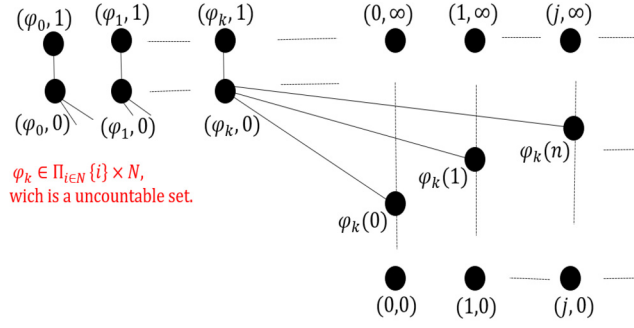 (φ₀, 1) (φ₁, 1) (φₖ, 1) (0, ∞) (1, ∞) (j, ∞)
(φ₀, 0) (φ₁, 0) (φₖ, 0)
φₖ(n)
φₖ ∈ Πᵢ∈N {i} × N,
φₖ(1)
wich is a uncountable set.
φₖ(0)
(0,0) (1,0) (j, 0)